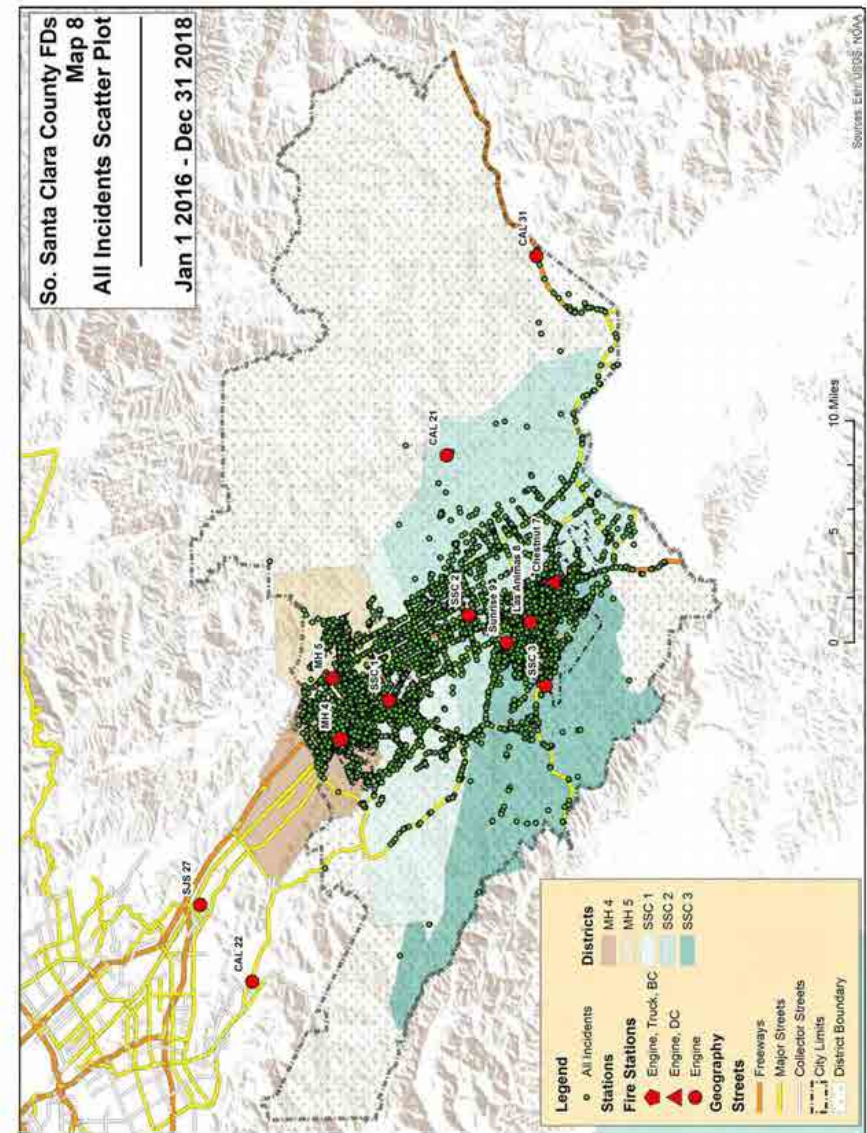 So. Santa Clara County FDs
Map 8
All Incidents Scatter Plot
Jan 1 2016 - Dec 31 2018
SJS 27
CAL 22
MH 4
MH 5
SSC 1
SSC 2
Sunrise 9
Las Animas 8
Chestnut 7
SSC 3
CAL 21
CAL 31
Legend
All Incidents
Stations
Fire Stations
Engine, Truck, BC
Engine, DC
Engine
Geography
Streets
Freeways
Major Streets
Collector Streets
City Limits
District Boundary
Districts
MH 4
MH 5
SSC 1
SSC 2
SSC 3
0 5 10 Miles
Sources: Esri, USGS, NOAA